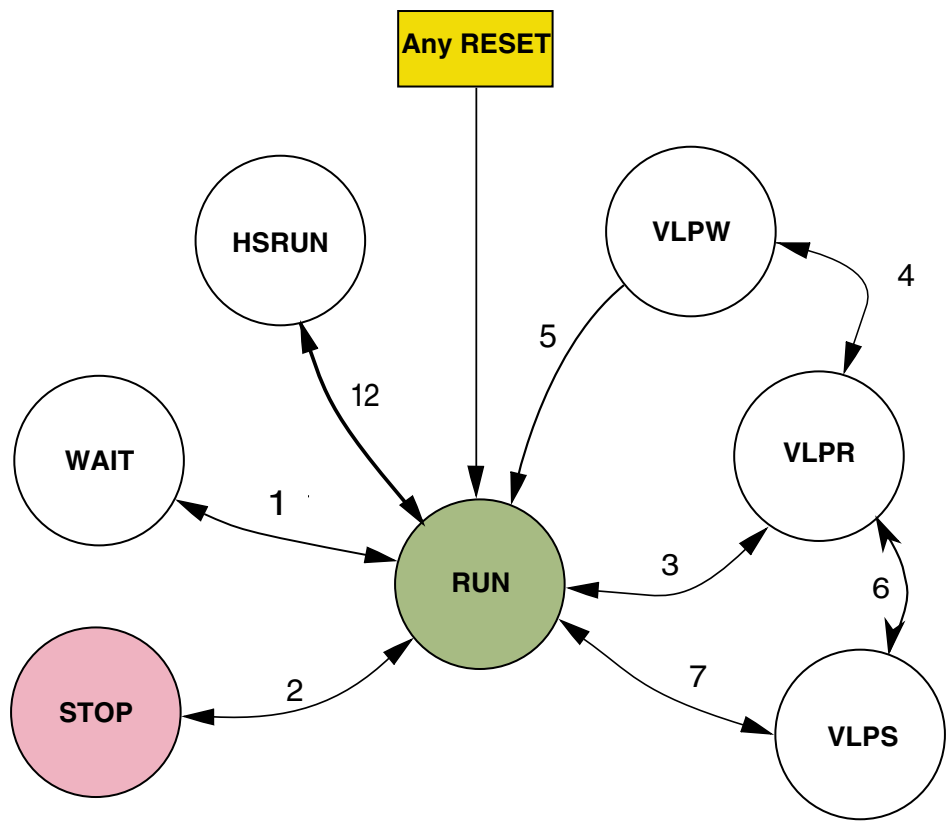 Any RESET
VLPW
HSRUN
4
5
12
VLPR
WAIT
1
3
RUN
6
7
2
STOP
VLPS